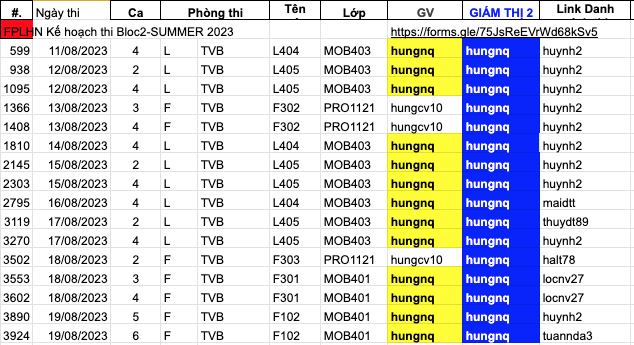 #. Ngày thi Ca Phòng thi Tên Lớp GV GIÁM THỊ 2 Link Danh
FPLHN Kế hoạch thi Bloc2-SUMMER 2023 https://forms.gle/75JsReEVrWd68kSv5
599 11/08/2023 4 L TVB L404 MOB403 hungnq hungnq huynh2
938 12/08/2023 2 L TVB L405 MOB403 hungnq hungnq huynh2
1095 12/08/2023 4 L TVB L405 MOB403 hungnq hungnq huynh2
1366 13/08/2023 3 F TVB F302 PRO1121 hungcv10 hungnq huynh2
1408 13/08/2023 4 F TVB F302 PRO1121 hungcv10 hungnq huynh2
1810 14/08/2023 4 L TVB L404 MOB403 hungnq hungnq huynh2
2145 15/08/2023 2 L TVB L405 MOB403 hungnq hungnq huynh2
2303 15/08/2023 4 L TVB L405 MOB403 hungnq hungnq huynh2
2795 16/08/2023 4 L TVB L404 MOB403 hungnq hungnq maidtt
3119 17/08/2023 2 L TVB L405 MOB403 hungnq hungnq thuydt89
3270 17/08/2023 4 L TVB L405 MOB403 hungnq hungnq huynh2
3502 18/08/2023 2 F TVB F303 PRO1121 hungcv10 hungnq halt78
3553 18/08/2023 3 F TVB F301 MOB401 hungnq hungnq locnv27
3602 18/08/2023 4 F TVB F301 MOB401 hungnq hungnq locnv27
3890 19/08/2023 5 F TVB F102 MOB401 hungnq hungnq huynh2
3924 19/08/2023 6 F TVB F102 MOB401 hungnq hungnq tuannda3